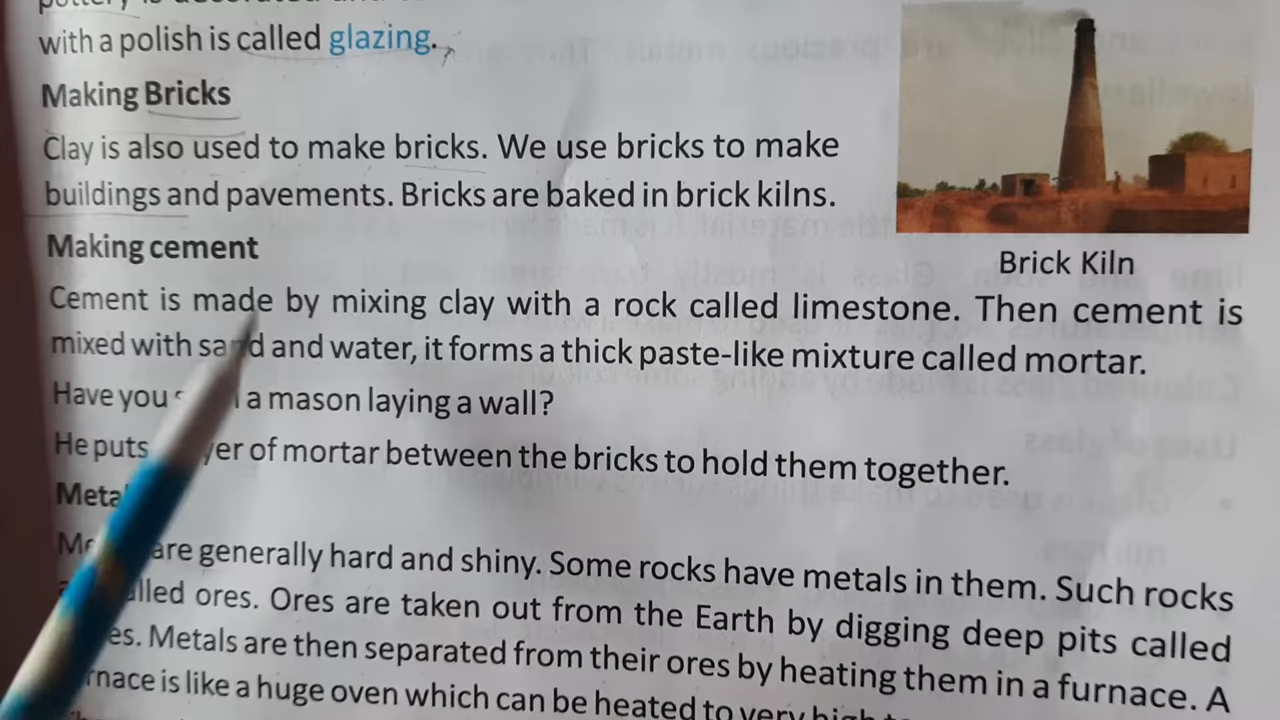 with a polish is called glazing.
Making Bricks
Clay is also used to make bricks. We use bricks to make
buildings and pavements. Bricks are baked in brick kilns.
Brick Kiln
Making cement
Cement is made by mixing clay with a rock called limestone. Then cement is
mixed with sand and water, it forms a thick paste-like mixture called mortar.
Have you a mason laying a wall?
He puts of mortar between the bricks to hold them together.
are generally hard and shiny. Some rocks have metals in them. Such rocks
ores. Ores are taken out from the Earth by digging deep pits called
Metals are then separated from their ores by heating them in a furnace. A
is like a huge oven which can be heated to very